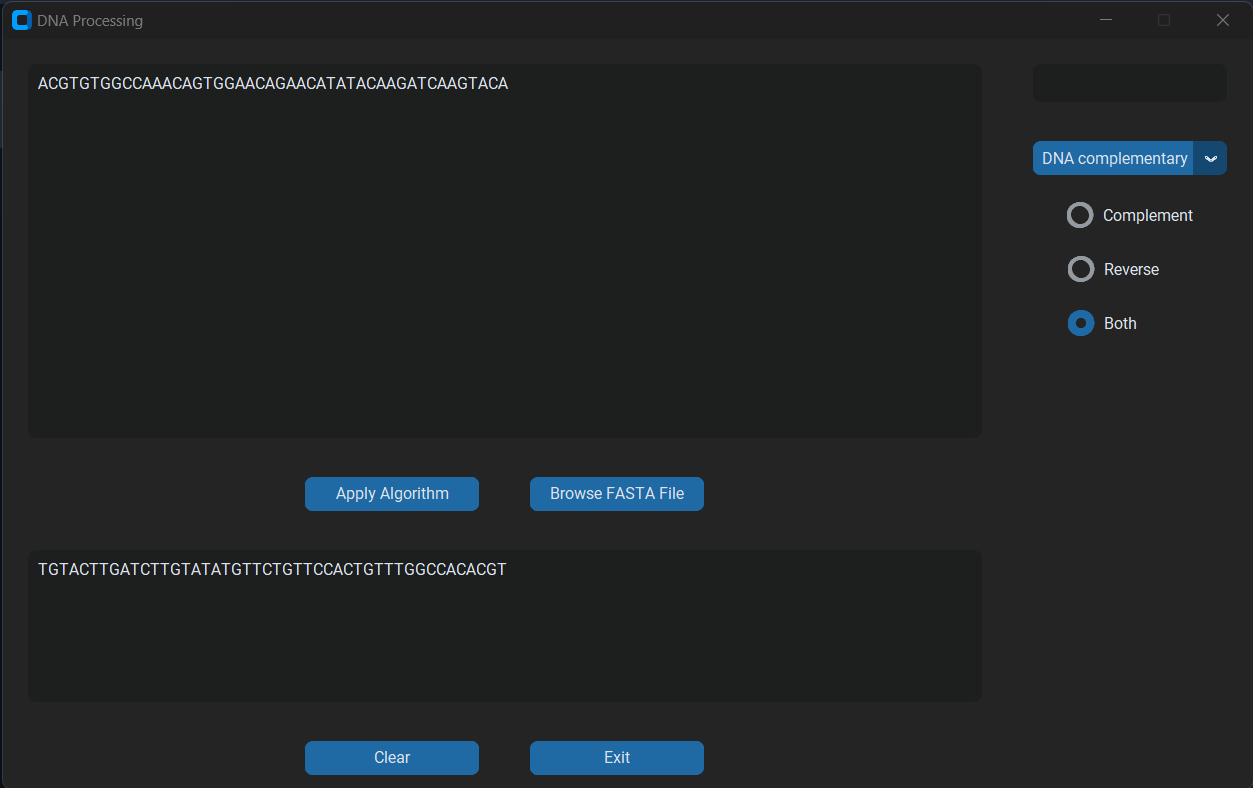 DNA Processing
ACGTGTGGCCAAACAGTGGAACAGAACATATACAAGATCAAGTACA
DNA complementary
Complement
Reverse
Both
Apply Algorithm
Browse FASTA File
TGTACTTGATCTTGTATATGTTCTGTTCCACTGTTTGGCCACACGT
Clear
Exit